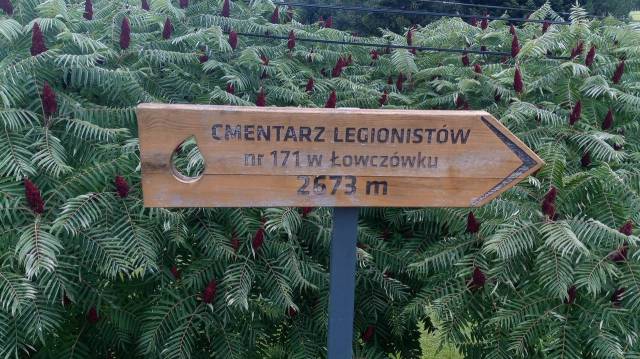 CMENTARZ LEGIONISTÓW
nr 171 w Łowczówku
2673 m